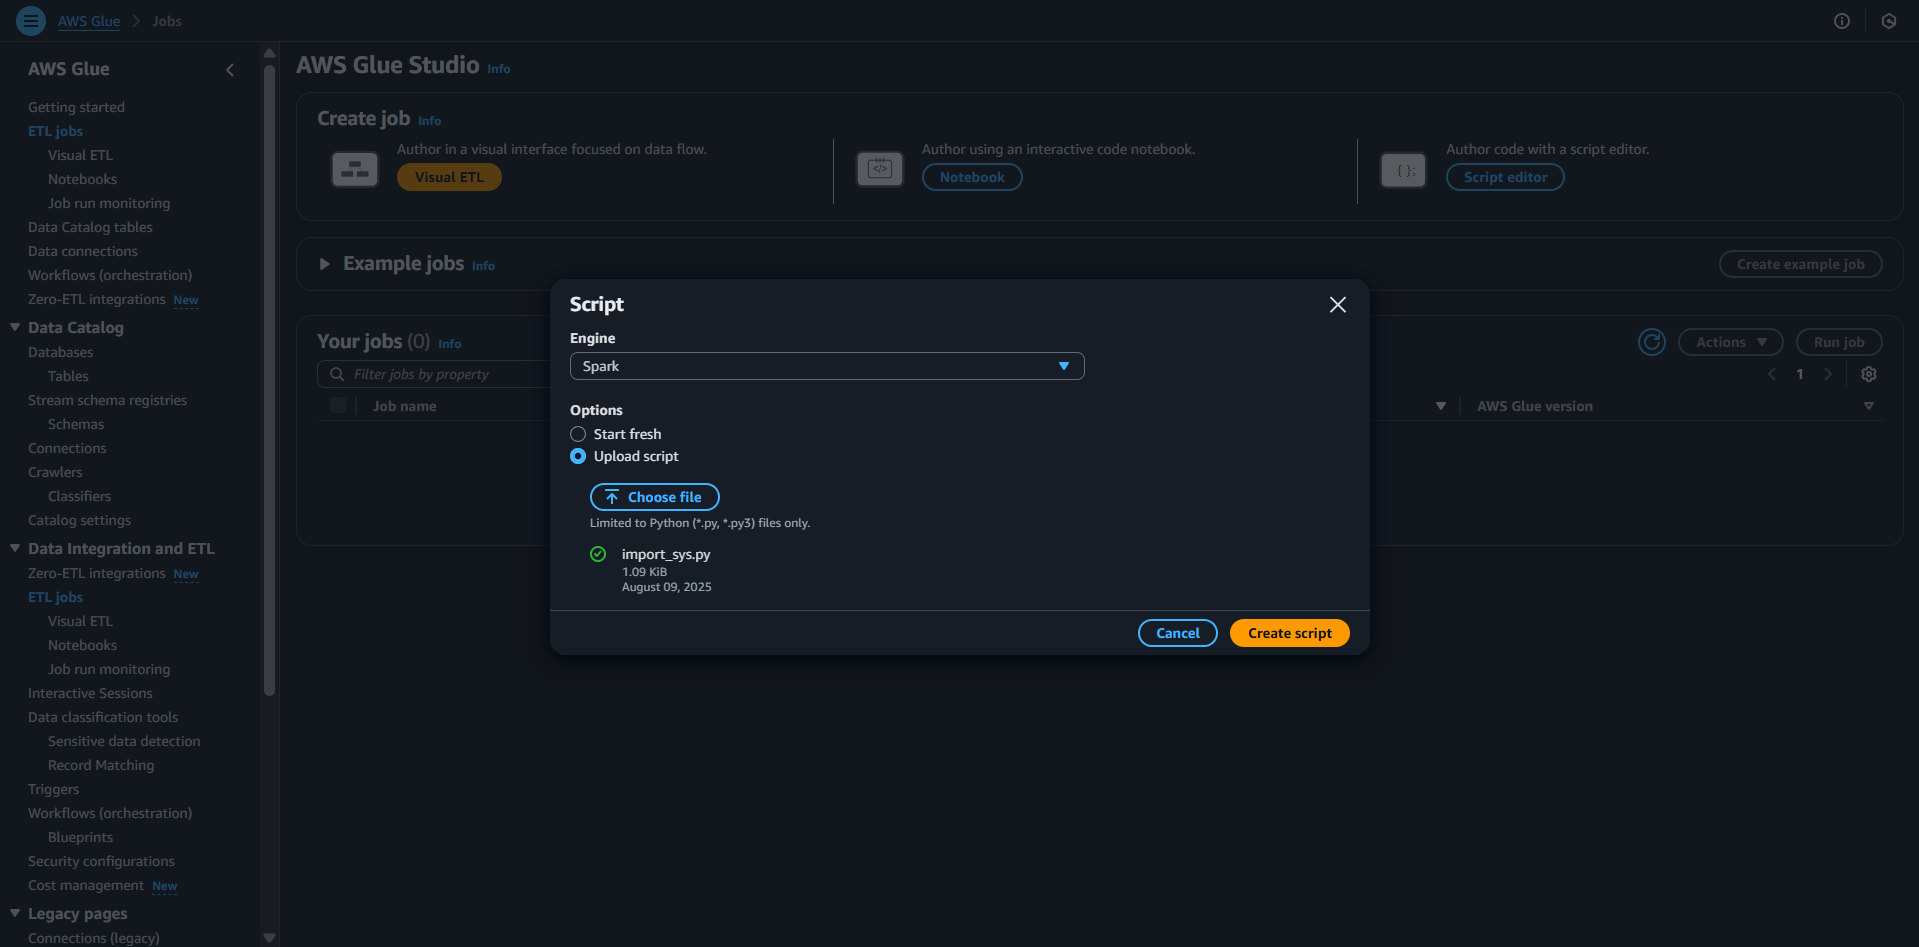 AWS Glue
Jobs
AWS Glue
Getting started
ETL jobs
Visual ETL
Notebooks
Job run monitoring
Data Catalog tables
Data connections
Workflows (orchestration)
Zero-ETL integrations New
Data Catalog
Databases
Tables
Stream schema registries
Schemas
Connections
Crawlers
Classifiers
Catalog settings
Data Integration and ETL
Zero-ETL integrations New
ETL jobs
Visual ETL
Notebooks
Job run monitoring
Interactive Sessions
Data classification tools
Sensitive data detection
Record Matching
Triggers
Workflows (orchestration)
Blueprints
Security configurations
Cost management New
Legacy pages
Connections (legacy)
AWS Glue Studio Info
Create job Info
Author in a visual interface focused on data flow.
Visual ETL
Author using an interactive code notebook.
</>
Notebook
Author code with a script editor.
{ };
Script editor
Example jobs Info
Create example job
Your jobs (0) Info
Actions
Run job
Filter jobs by property
1
Job name
AWS Glue version
Script
Engine
Spark
Options
Start fresh
Upload script
Choose file
Limited to Python (*.py, *.py3) files only.
import_sys.py
1.09 KiB
August 09, 2025
Cancel
Create script